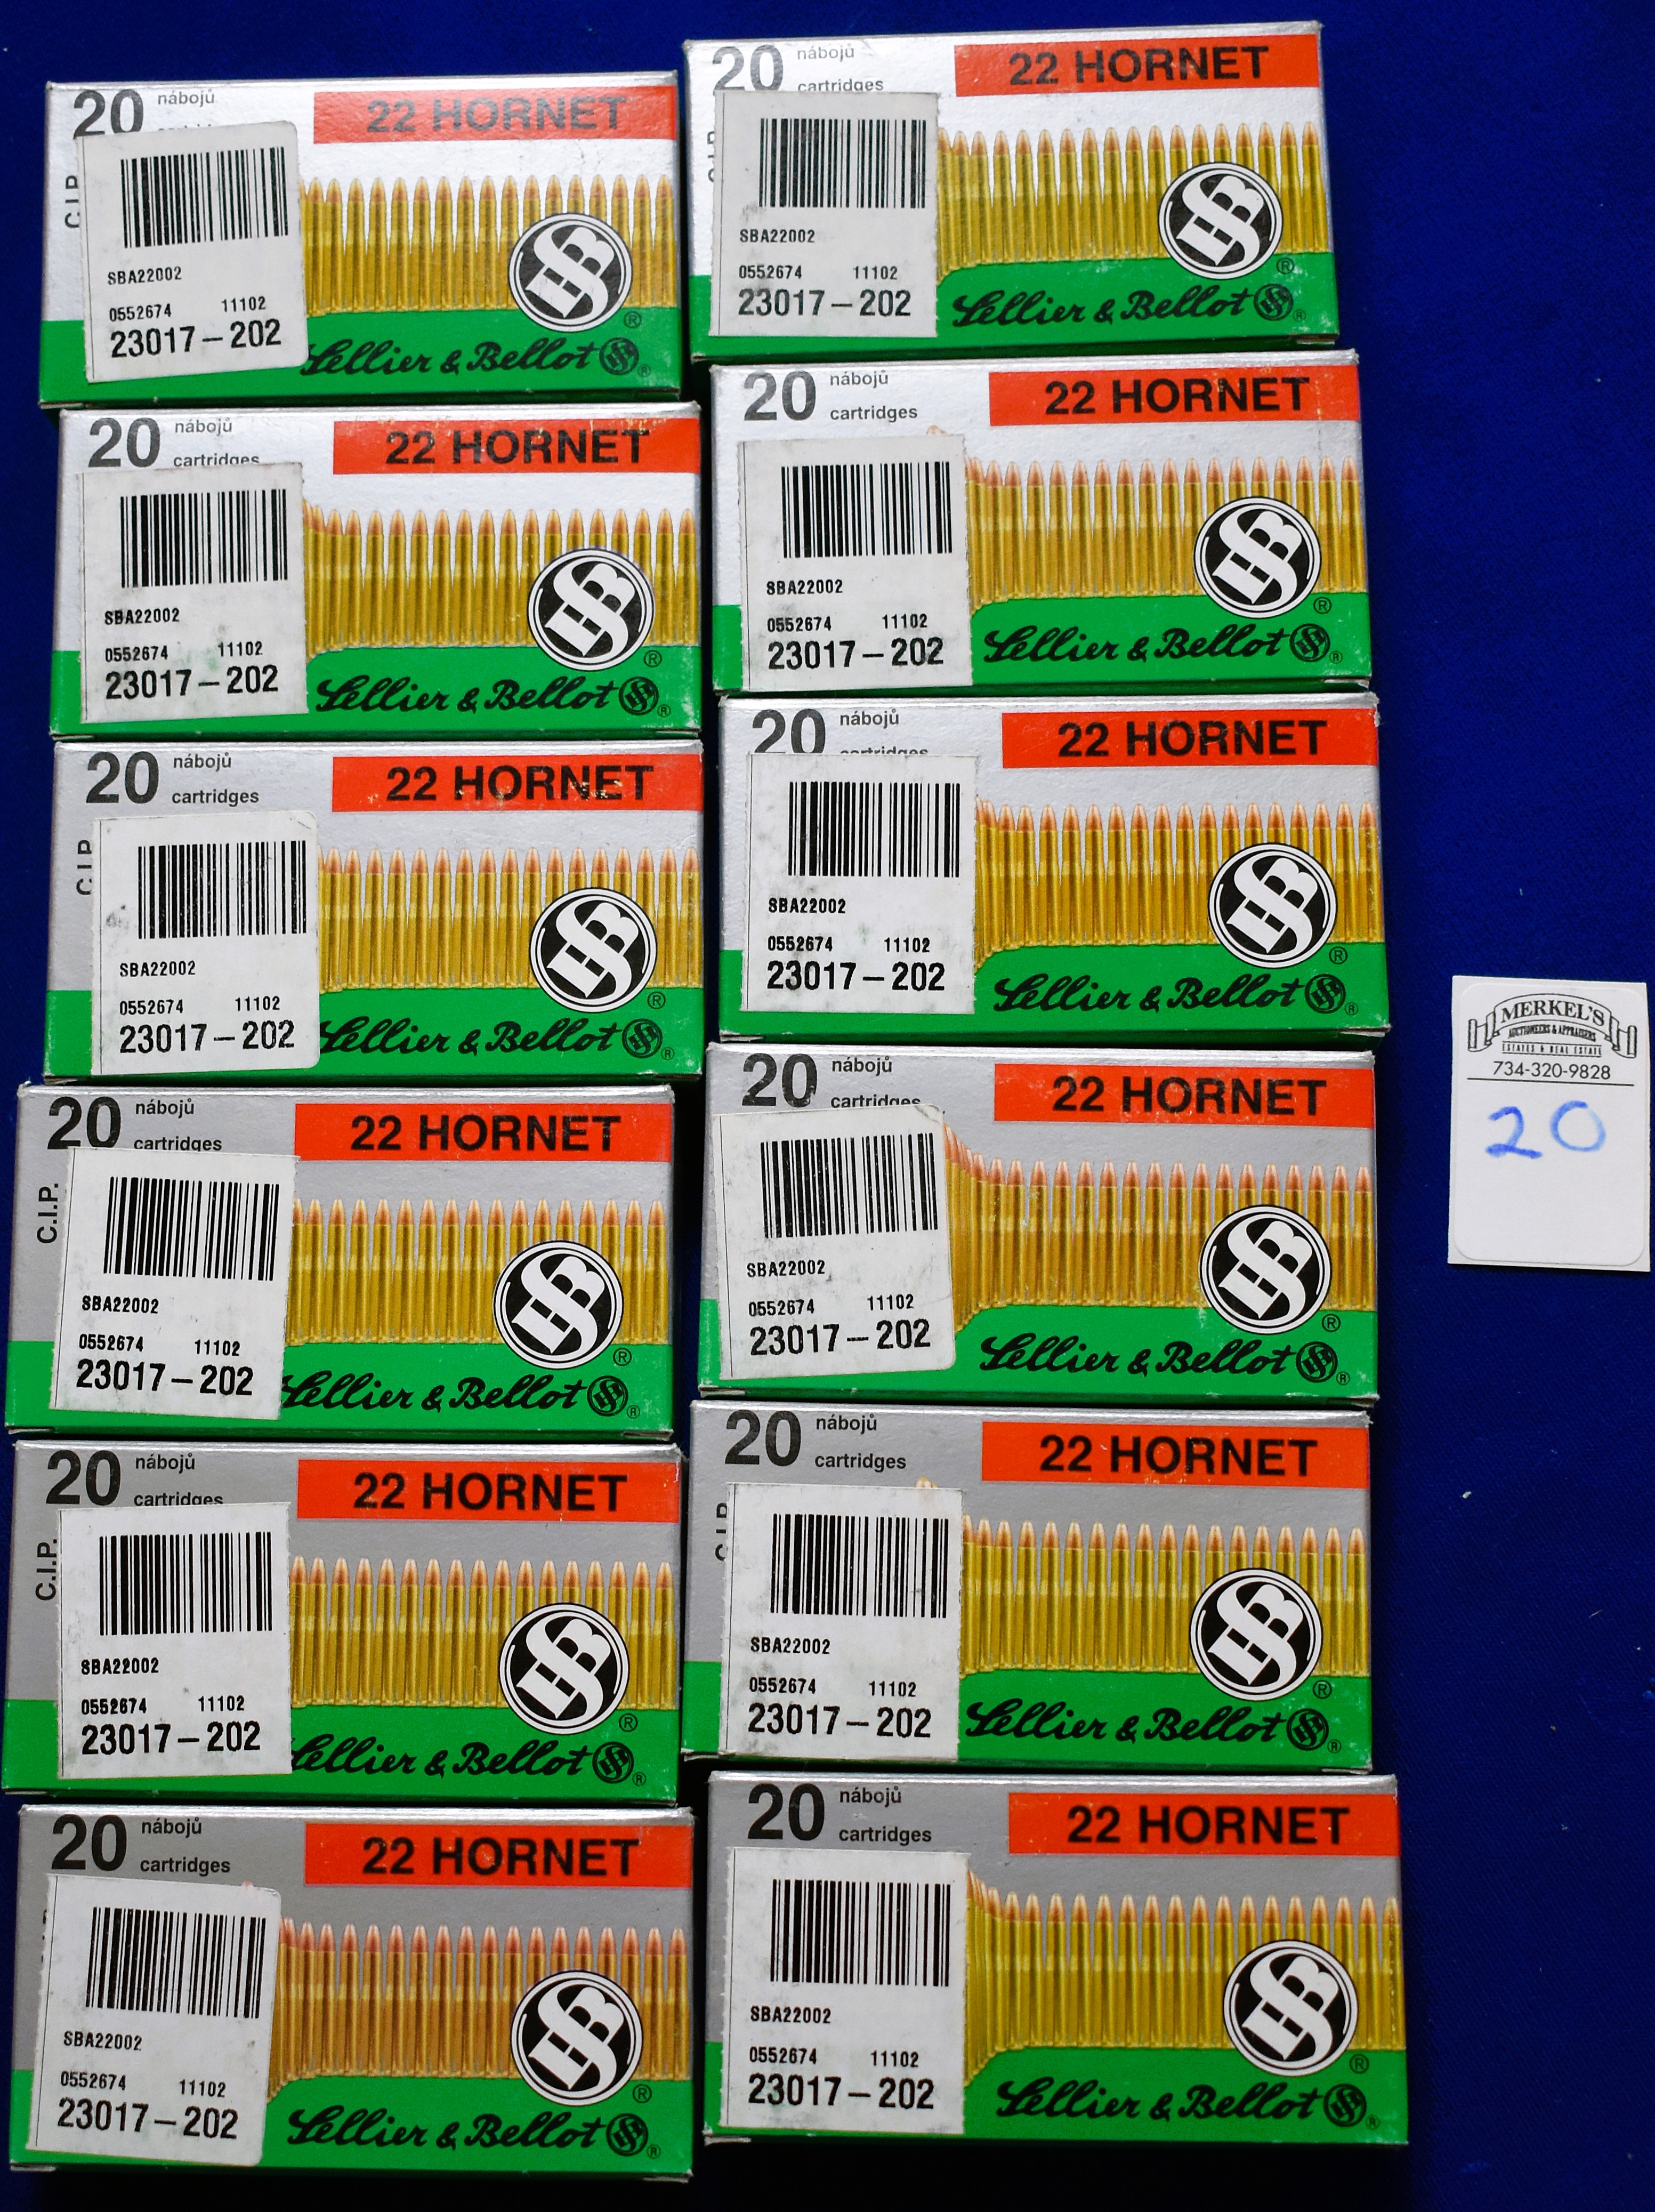 20 nábojů
22 HORNET
C.I.P.
SBA22002
0552674 11102
23017-202
Sellier & Bellot
®
20 nábojů
cartridges
22 HORNET
SBA22002
0552674 11102
23017-202
Sellier & Bellot
®
20 nábojů
cartridges
22 HORNET
SBA22002
0552674 11102
23017-202
Sellier & Bellot
®
20 nábojů
cartridges
22 HORNET
SBA22002
0552674 11102
23017-202
Sellier & Bellot
®
20 nábojů
cartridges
22 HORNET
C.I.P.
SBA22002
0552674 11102
23017-202
Sellier & Bellot
®
20 nábojů
cartridges
22 HORNET
SBA22002
0552674 11102
23017-202
Sellier & Bellot
®
20 nábojů
cartridges
22 HORNET
C.I.P.
SBA22002
0552674 11102
23017-202
Sellier & Bellot
®
20 nábojů
cartridges
22 HORNET
SBA22002
0552674 11102
23017-202
Sellier & Bellot
®
20 nábojů
cartridges
22 HORNET
C.I.P.
SBA22002
0552674 11102
23017-202
Sellier & Bellot
®
20 nábojů
cartridges
22 HORNET
SBA22002
0552674 11102
23017-202
Sellier & Bellot
®
20 nábojů
cartridges
22 HORNET
SBA22002
0552674 11102
23017-202
Sellier & Bellot
®
20 nábojů
cartridges
22 HORNET
SBA22002
0552674 11102
23017-202
Sellier & Bellot
®
MERKEL'S
AUCTIONEERS & APPRAISERS
ESTATES & REAL ESTATE
734-320-9828
20